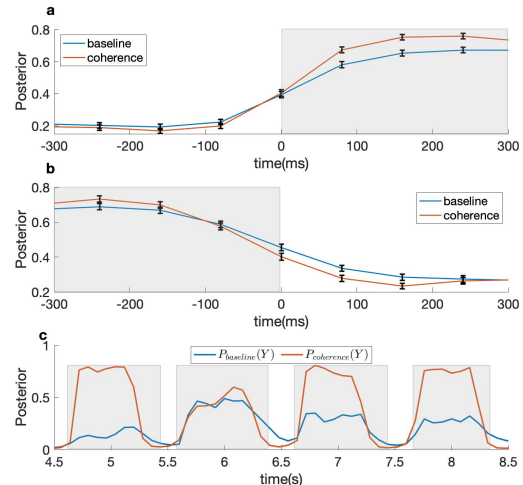 a
0.8
0.6
0.4
0.2
Posterior
baseline
coherence
-300 -200 -100 0 100 200 300
time(ms)
b
0.8
0.6
0.4
0.2
Posterior
baseline
coherence
-300 -200 -100 0 100 200 300
time(ms)
c
1
0.5
0
Posterior
P_baseline(Y) P_coherence(Y)
4.5 5 5.5 6 6.5 7 7.5 8 8.5
time(s)